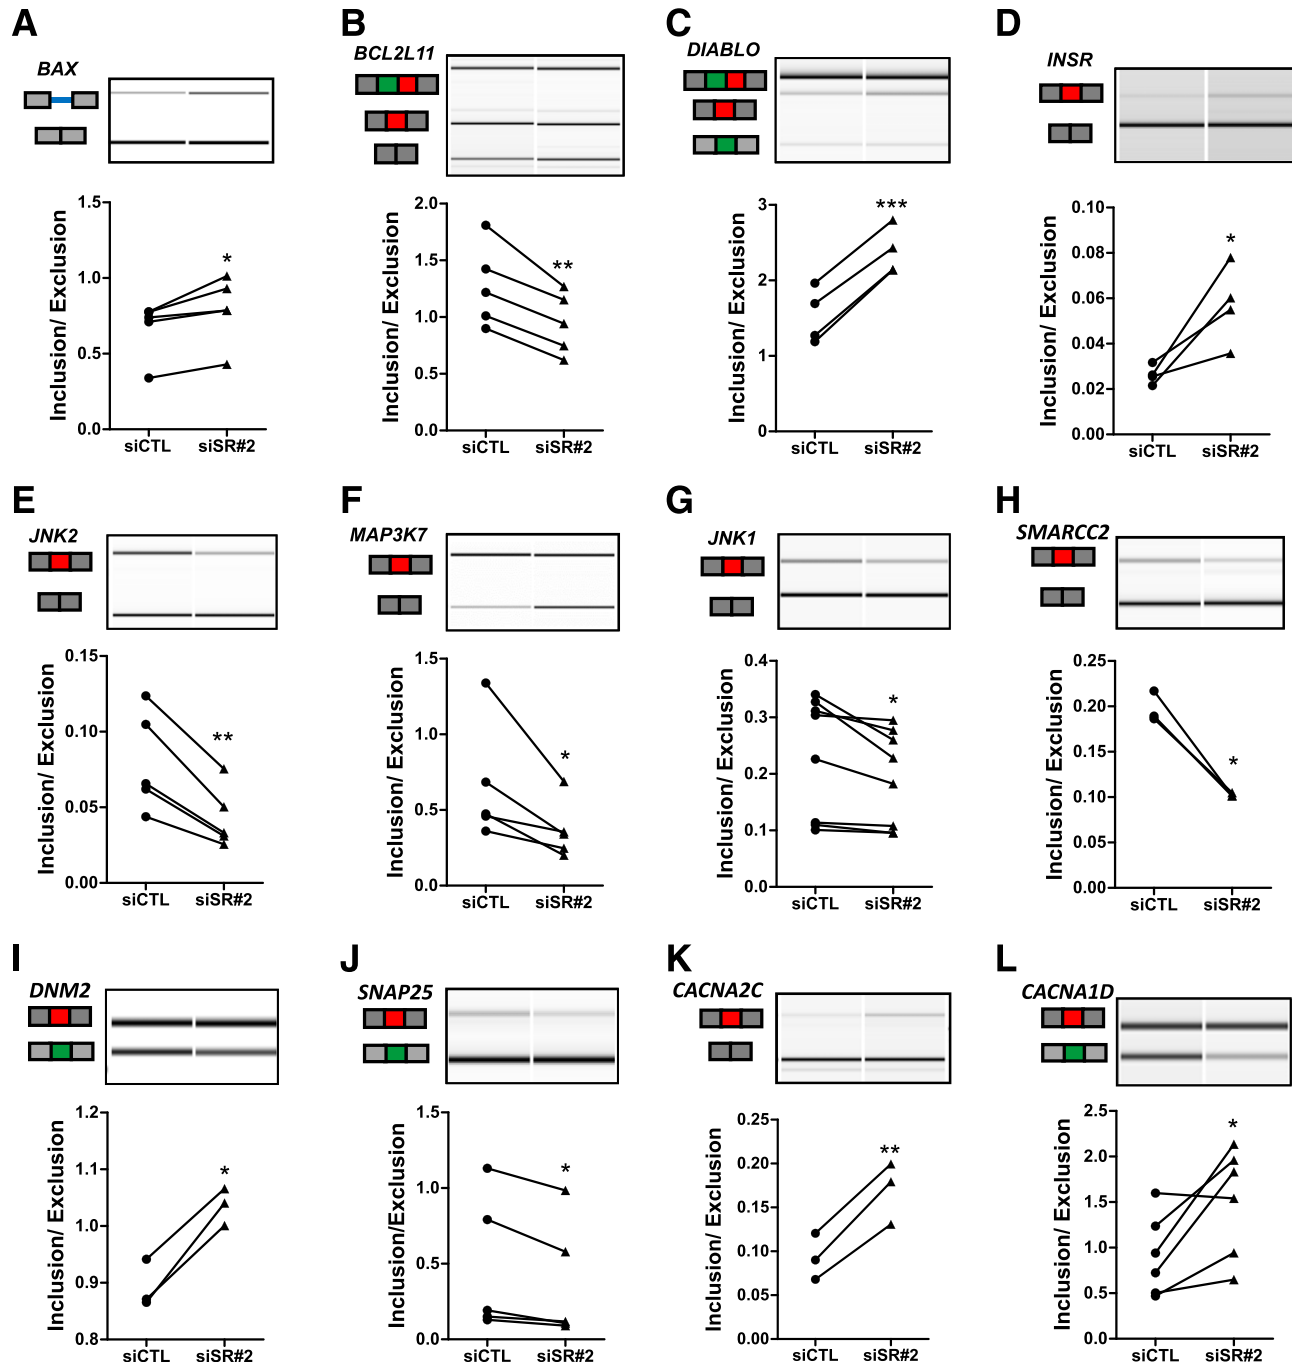 A
BAX
1.5
1.0
0.5
0.0
Inclusion/ Exclusion
*
siCTL siSR#2
B
BCL2L11
2.0
1.5
1.0
0.5
0.0
Inclusion/ Exclusion
**
siCTL siSR#2
C
DIABLO
3
2
1
0
Inclusion/ Exclusion
***
siCTL siSR#2
D
INSR
0.10
0.08
0.06
0.04
0.02
0.00
Inclusion/ Exclusion
*
siCTL siSR#2
E
JNK2
0.15
0.10
0.05
0.00
Inclusion/ Exclusion
**
siCTL siSR#2
F
MAP3K7
1.5
1.0
0.5
0.0
Inclusion/ Exclusion
*
siCTL siSR#2
G
JNK1
0.4
0.3
0.2
0.1
0.0
Inclusion/ Exclusion
*
siCTL siSR#2
H
SMARCC2
0.25
0.20
0.15
0.10
0.05
0.00
Inclusion/ Exclusion
*
siCTL siSR#2
I
DNM2
1.2
1.1
1.0
0.9
0.8
Inclusion/ Exclusion
*
siCTL siSR#2
J
SNAP25
1.5
1.0
0.5
0.0
Inclusion/Exclusion
*
siCTL siSR#2
K
CACNA2C
0.25
0.20
0.15
0.10
0.05
0.00
Inclusion/ Exclusion
**
siCTL siSR#2
L
CACNA1D
2.5
2.0
1.5
1.0
0.5
0.0
Inclusion/ Exclusion
*
siCTL siSR#2